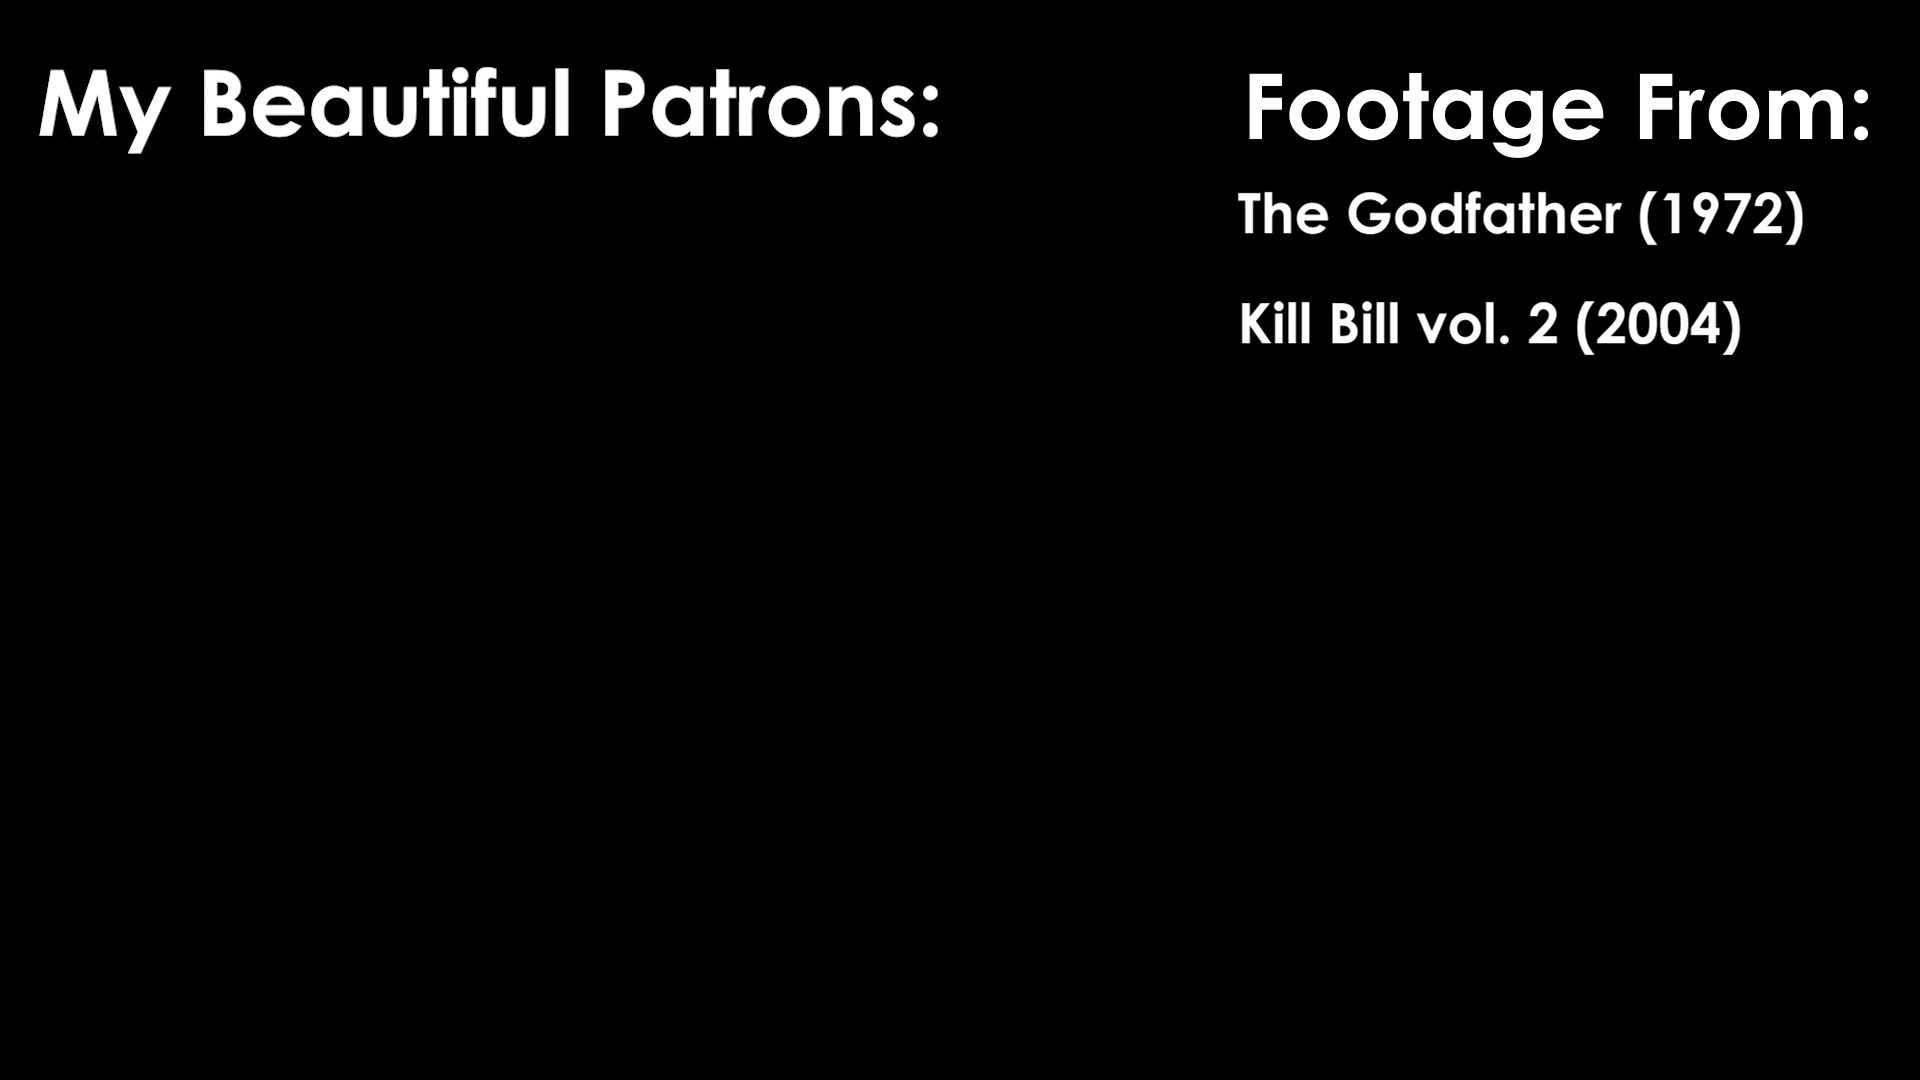 My Beautiful Patrons:
Footage From:
The Godfather (1972)
Kill Bill vol. 2 (2004)